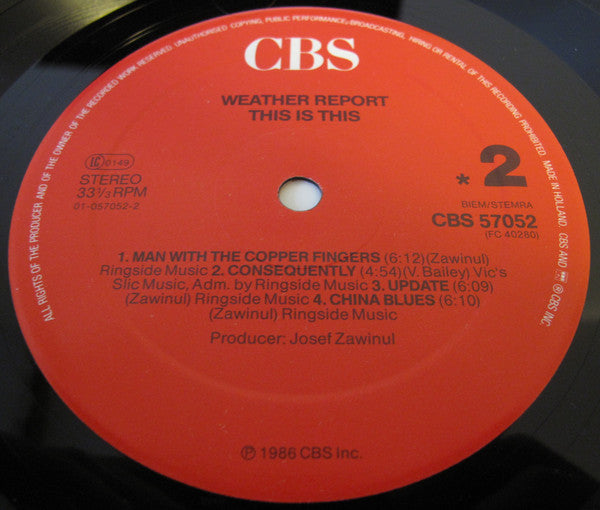 ALL RIGHTS OF THE PRODUCER AND OF THE OWNER OF THE RECORDED WORK RESERVED. UNAUTHORISED COPYING, PUBLIC PERFORMANCE, BROADCASTING, HIRING OR RENTAL OF THIS RECORDING PROHIBITED. MADE IN HOLLAND. CBS AND ARE ® CBS INC.
CBS
WEATHER REPORT
THIS IS THIS
LC 0149
STEREO
33⅓ RPM
01-057052-2
* 2
BIEM/STEMRA
CBS 57052
(FC 40280)
1. MAN WITH THE COPPER FINGERS (6:12)(Zawinul)
Ringside Music 2. CONSEQUENTLY (4:54)(V. Bailey) Vic's
Slic Music, Adm. by Ringside Music 3. UPDATE (6:09)
(Zawinul) Ringside Music 4. CHINA BLUES (6:10)
(Zawinul) Ringside Music
Producer: Josef Zawinul
℗ 1986 CBS Inc.